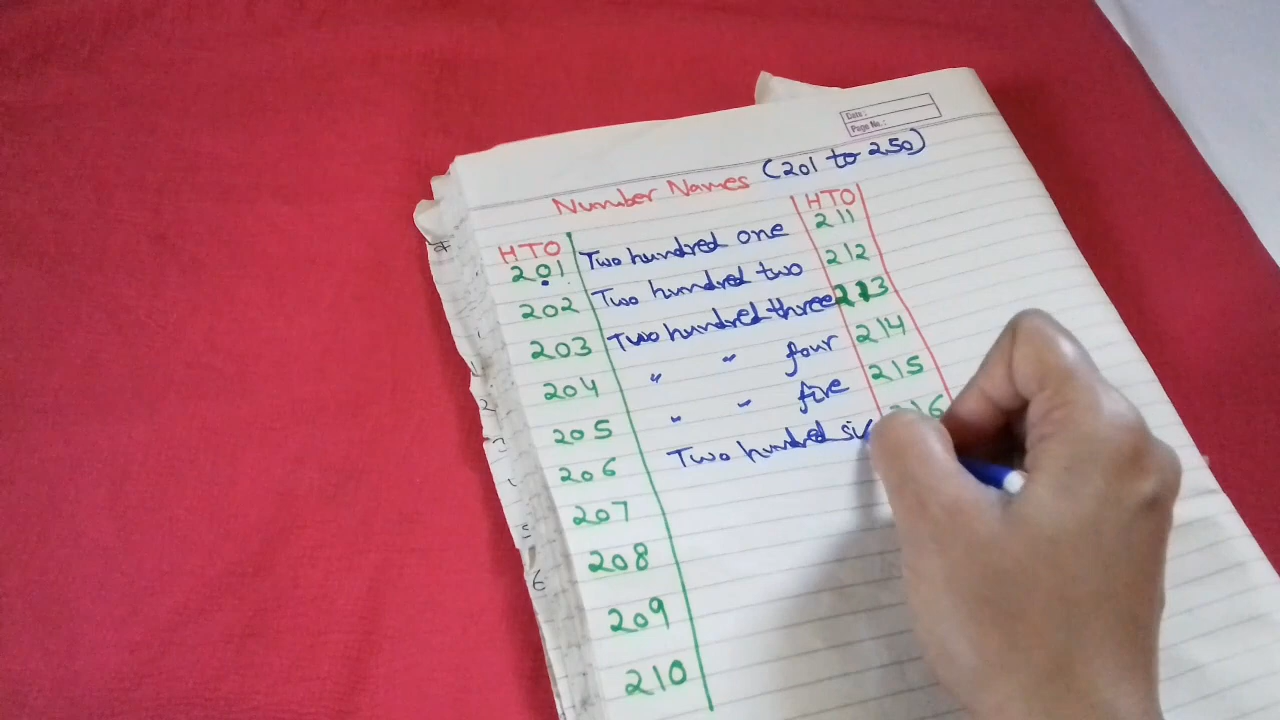 Date:
Page No.:
Number Names (201 to 250)
HTO HTO
201 Two hundred one 211
202 Two hundred two 212
203 Two hundred three 213
204 " " four 214
205 " " five 215
206 Two hundred six 216
207
208
209
210